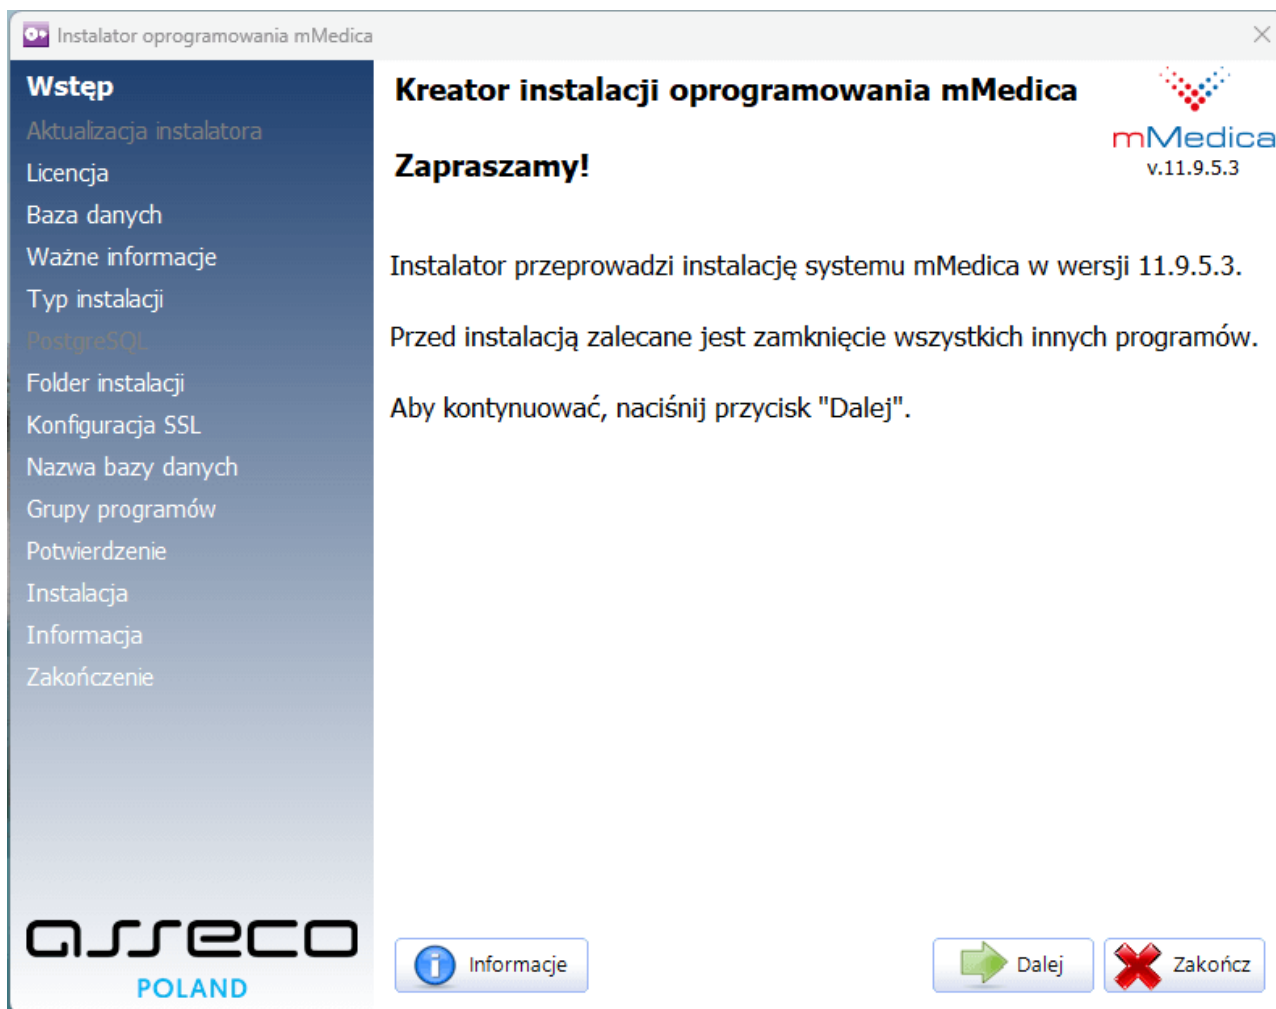 Instalator oprogramowania mMedica
Wstęp
Aktualizacja instalatora
Licencja
Baza danych
Ważne informacje
Typ instalacji
PostgreSQL
Folder instalacji
Konfiguracja SSL
Nazwa bazy danych
Grupy programów
Potwierdzenie
Instalacja
Informacja
Zakończenie
asseco
POLAND
Kreator instalacji oprogramowania mMedica
Zapraszamy!
mMedica
v.11.9.5.3
Instalator przeprowadzi instalację systemu mMedica w wersji 11.9.5.3.
Przed instalacją zalecane jest zamknięcie wszystkich innych programów.
Aby kontynuować, naciśnij przycisk "Dalej".
Informacje
Dalej
Zakończ